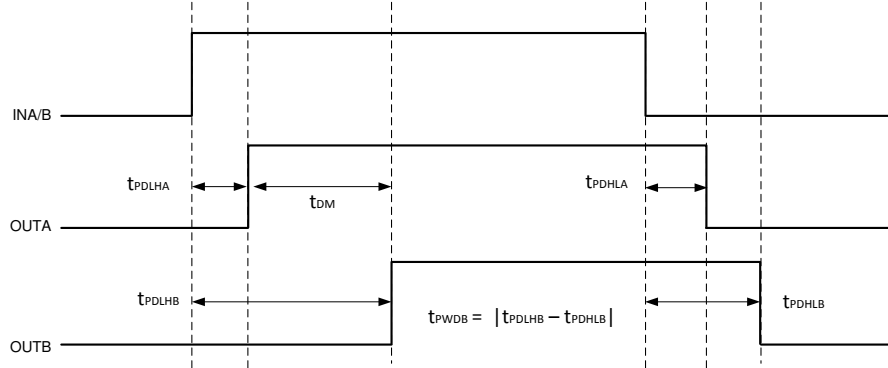 INA/B
tPDLHA
tDM
tPDHLA
OUTA
tPDLHB
tPWDB = |tPDLHB – tPDHLB|
tPDHLB
OUTB